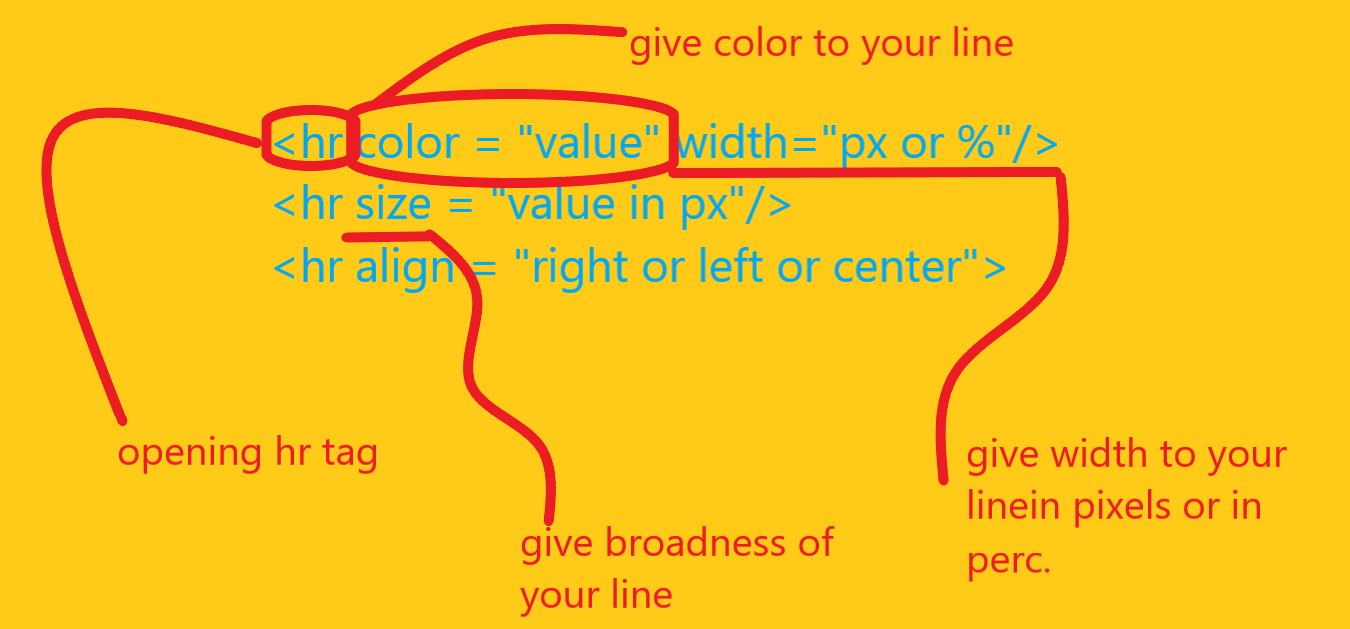 give color to your line
<hr color = "value" width="px or %"/>
<hr size = "value in px"/>
<hr align = "right or left or center">
opening hr tag
give broadness of
your line
give width to your
linein pixels or in
perc.